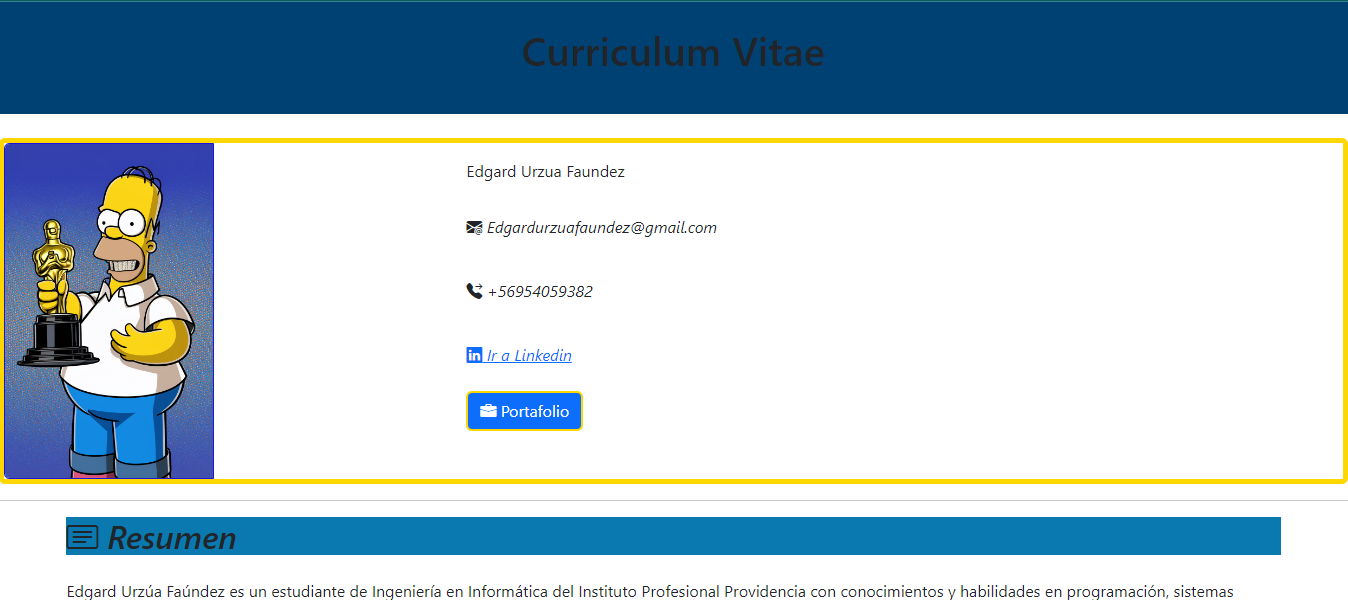 Curriculum Vitae
Edgard Urzua Faundez
Edgardurzuafaundez@gmail.com
+56954059382
Ir a Linkedin
Portafolio
Resumen
Edgard Urzúa Faúndez es un estudiante de Ingeniería en Informática del Instituto Profesional Providencia con conocimientos y habilidades en programación, sistemas